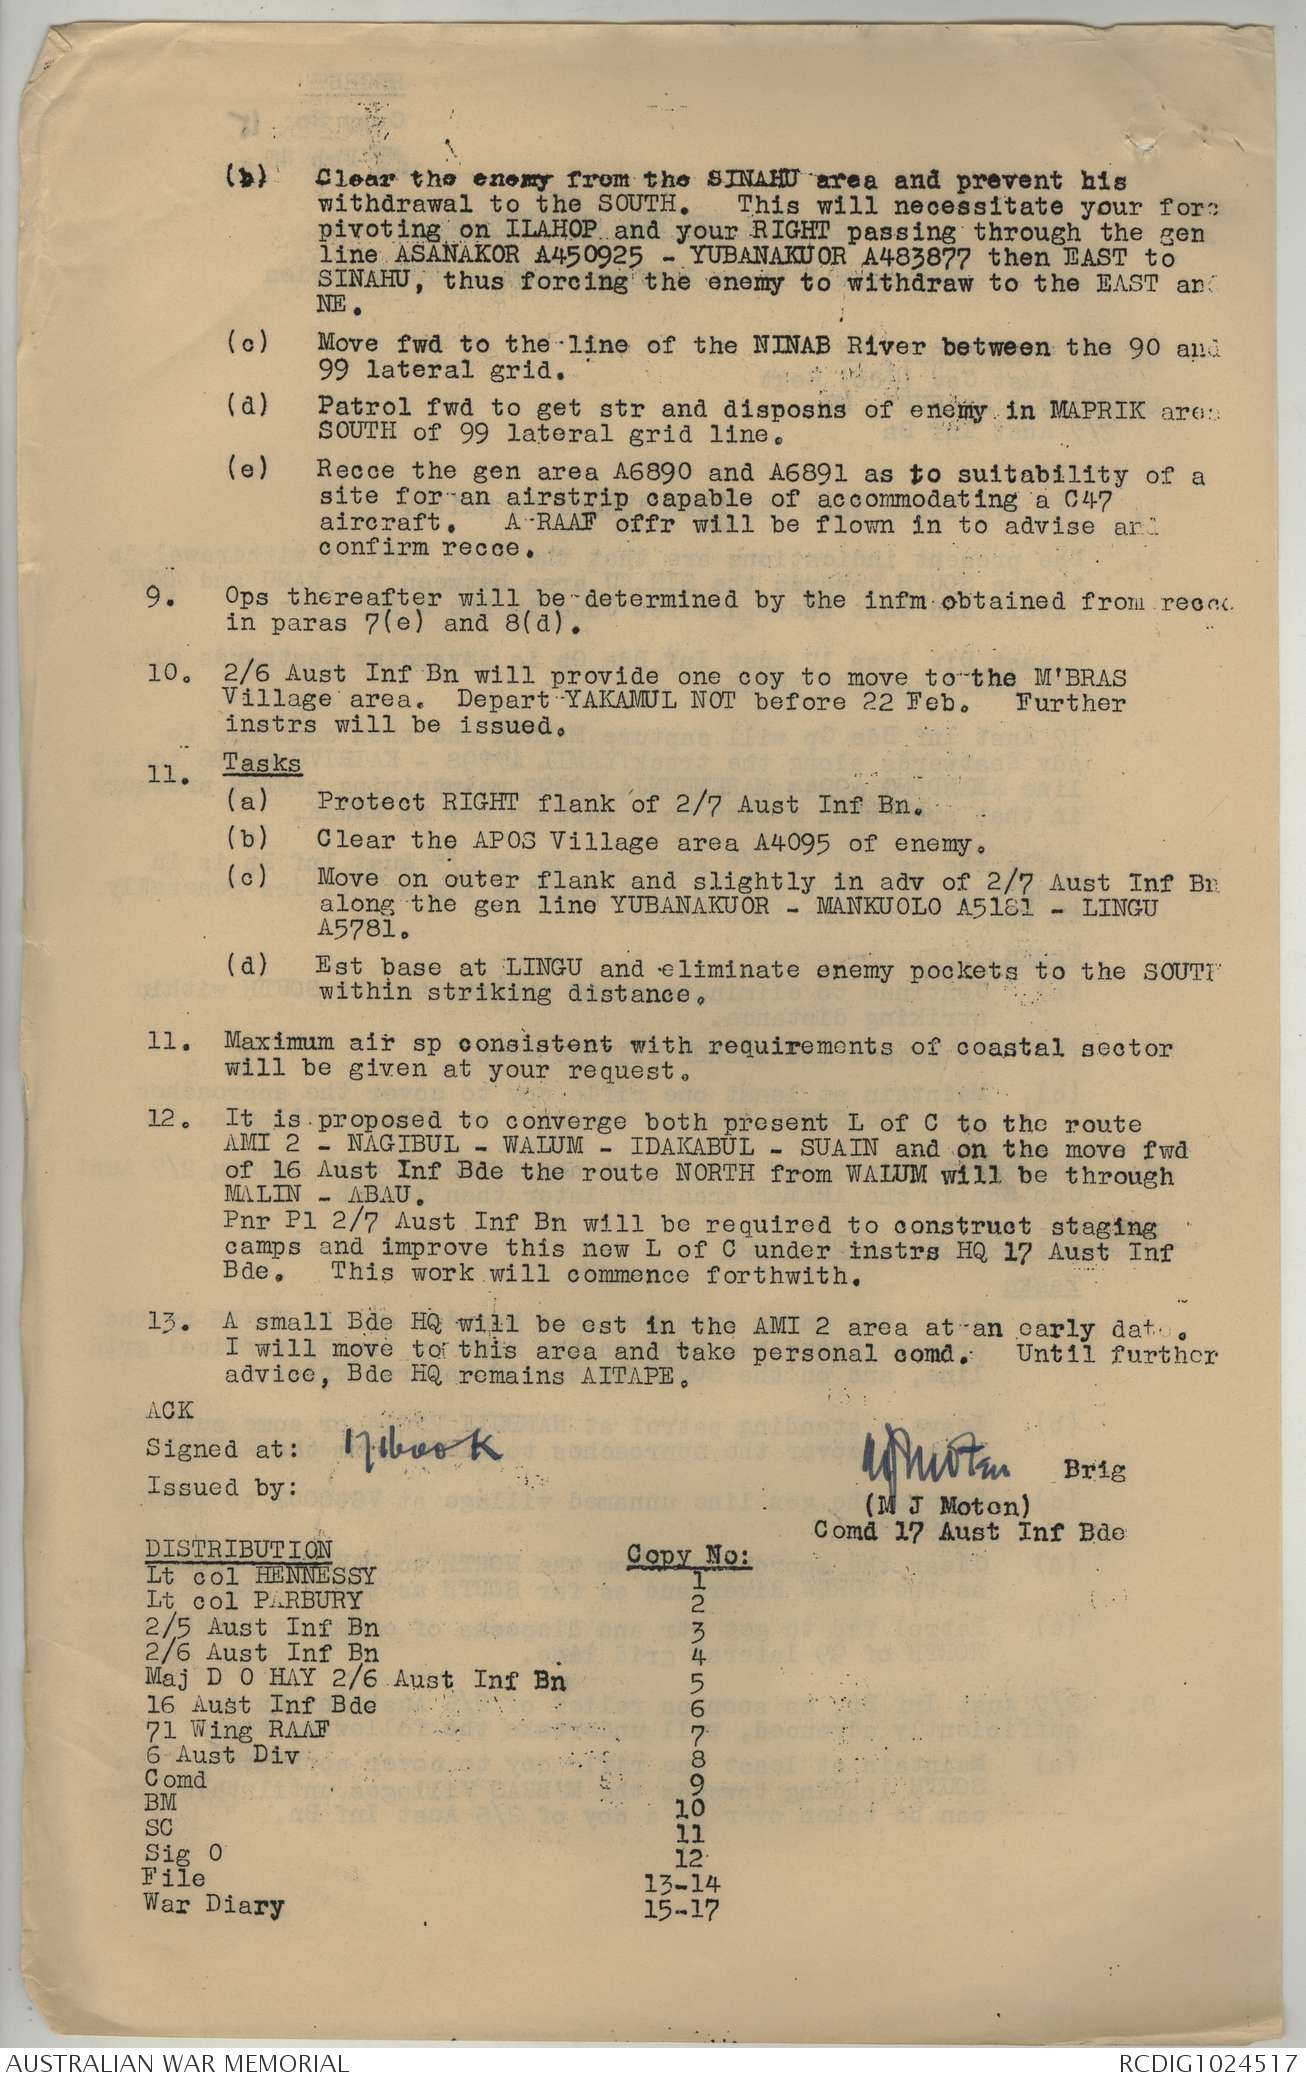 (b) Clear the enemy from the SINAHU area and prevent his
withdrawal to the SOUTH. This will necessitate your forc
pivoting on ILAHOP and your RIGHT passing through the gen
line ASANAKOR A450925 - YUBANAKUOR A483877 then EAST to
SINAHU, thus forcing the enemy to withdraw to the EAST and
NE.
(c) Move fwd to the line of the NINAB River between the 90 and
99 lateral grid.
(d) Patrol fwd to get str and disposns of enemy in MAPRIK area
SOUTH of 99 lateral grid line.
(e) Recce the gen area A6890 and A6891 as to suitability of a
site for an airstrip capable of accommodating a C47
aircraft. A RAAF offr will be flown in to advise and
confirm recce.
9. Ops thereafter will be determined by the infm obtained from recce
in paras 7(e) and 8(d).
10. 2/6 Aust Inf Bn will provide one coy to move to the M'BRAS
Village area. Depart YAKAMUL NOT before 22 Feb. Further
instrs will be issued.
11. Tasks
(a) Protect RIGHT flank of 2/7 Aust Inf Bn.
(b) Clear the APOS Village area A4095 of enemy.
(c) Move on outer flank and slightly in adv of 2/7 Aust Inf Bn
along the gen line YUBANAKUOR - MANKUOLO A5181 - LINGU
A5781.
(d) Est base at LINGU and eliminate enemy pockets to the SOUTH
within striking distance.
11. Maximum air sp consistent with requirements of coastal sector
will be given at your request.
12. It is proposed to converge both present L of C to the route
AMI 2 - NAGIBUL - WALUM - IDAKABUL - SUAIN and on the move fwd
of 16 Aust Inf Bde the route NORTH from WALUM will be through
MALIN - ABAU.
Pnr Pl 2/7 Aust Inf Bn will be required to construct staging
camps and improve this new L of C under instrs HQ 17 Aust Inf
Bde. This work will commence forthwith.
13. A small Bde HQ will be est in the AMI 2 area at an early date.
I will move to this area and take personal comd. Until further
advice, Bde HQ remains AITAPE.
ACK
Signed at:
MJMoten Brig
Issued by:
(M J Moten)
Comd 17 Aust Inf Bde
DISTRIBUTION Copy No:
Lt col HENNESSY 1
Lt col PARBURY 2
2/5 Aust Inf Bn 3
2/6 Aust Inf Bn 4
Maj D O HAY 2/6 Aust Inf Bn 5
16 Aust Inf Bde 6
71 Wing RAAF 7
6 Aust Div 8
Comd 9
BM 10
SC 11
Sig O 12
File 13-14
War Diary 15-17
AUSTRALIAN WAR MEMORIAL RCDIG1024517